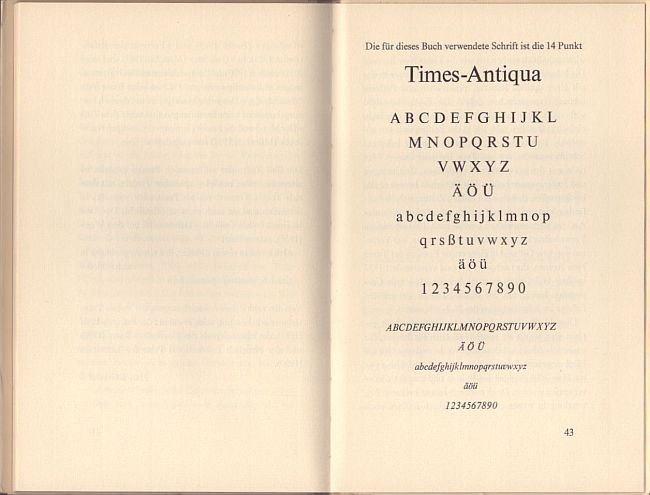 Die für dieses Buch verwendete Schrift ist die 14 Punkt
Times-Antiqua
A B C D E F G H I J K L
M N O P Q R S T U
V W X Y Z
Ä Ö Ü
a b c d e f g h i j k l m n o p
q r s ß t u v w x y z
ä ö ü
1 2 3 4 5 6 7 8 9 0
ABCDEFGHIJKLMNOPQRSTUVWXYZ
Ä Ö Ü
abcdefghijklmnopqrstuvwxyz
äöü
1234567890
43